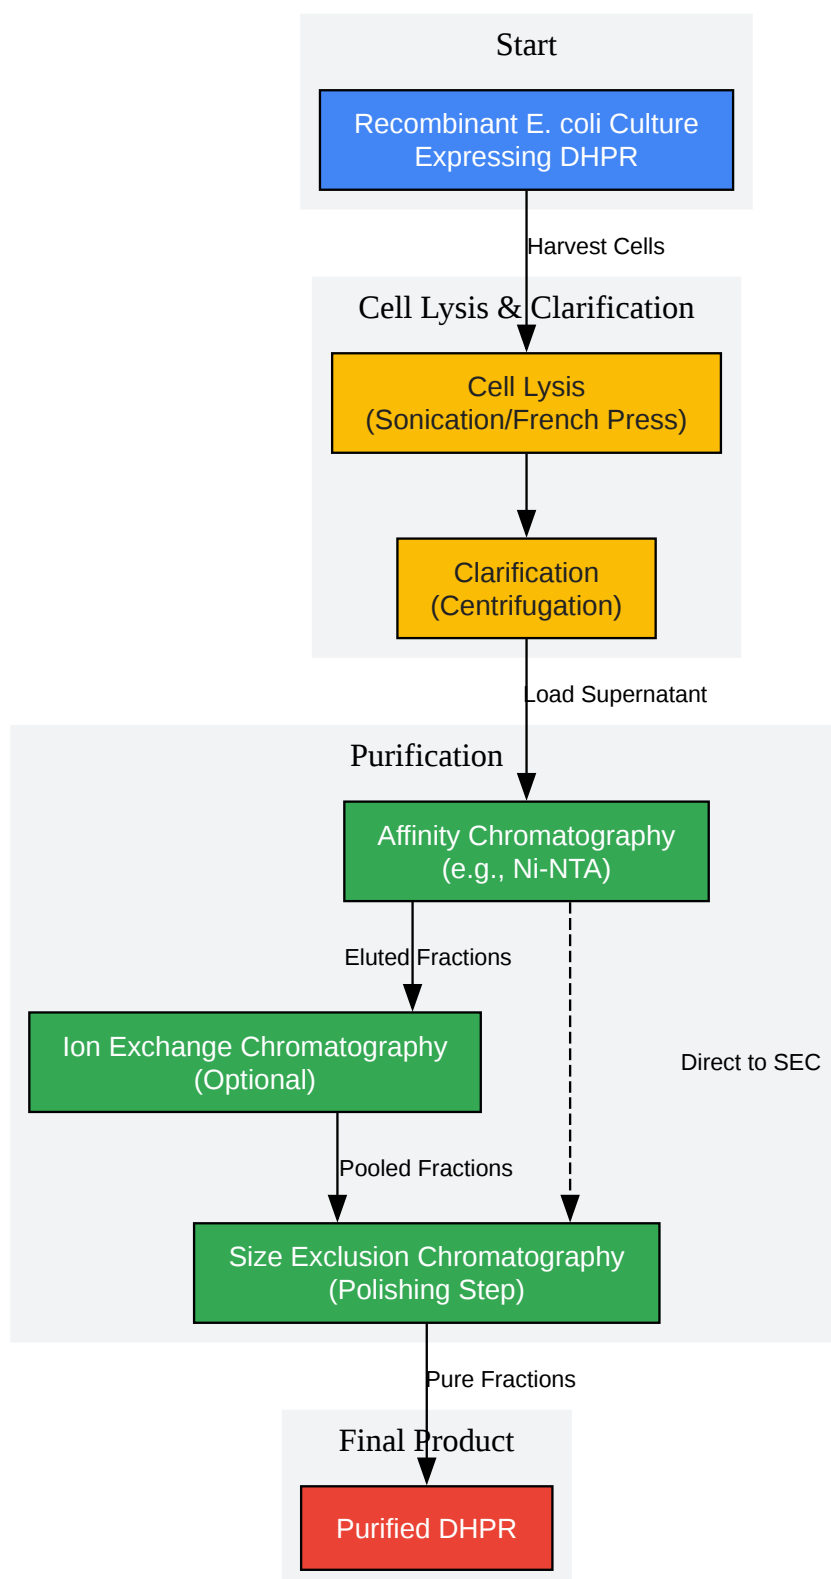 Start
Recombinant E. coli Culture
Expressing DHPR
Harvest Cells
Cell Lysis & Clarification
Cell Lysis
(Sonication/French Press)
Clarification
(Centrifugation)
Load Supernatant
Purification
Affinity Chromatography
(e.g., Ni-NTA)
Eluted Fractions
Ion Exchange Chromatography
(Optional)
Direct to SEC
Pooled Fractions
Size Exclusion Chromatography
(Polishing Step)
Pure Fractions
Final Product
Purified DHPR